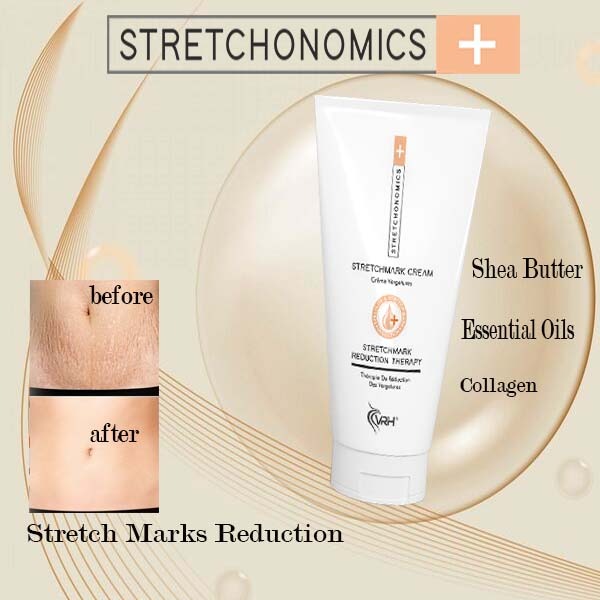 STRETCHONOMICS +
STRETCHONOMICS +
STRETCHMARK CREAM
Crème Vergetures
STRETCHMARK
REDUCTION THERAPY
Thérapie De Réduction
Des Vergetures
VRH®
Shea Butter
Essential Oils
Collagen
before
after
Stretch Marks Reduction